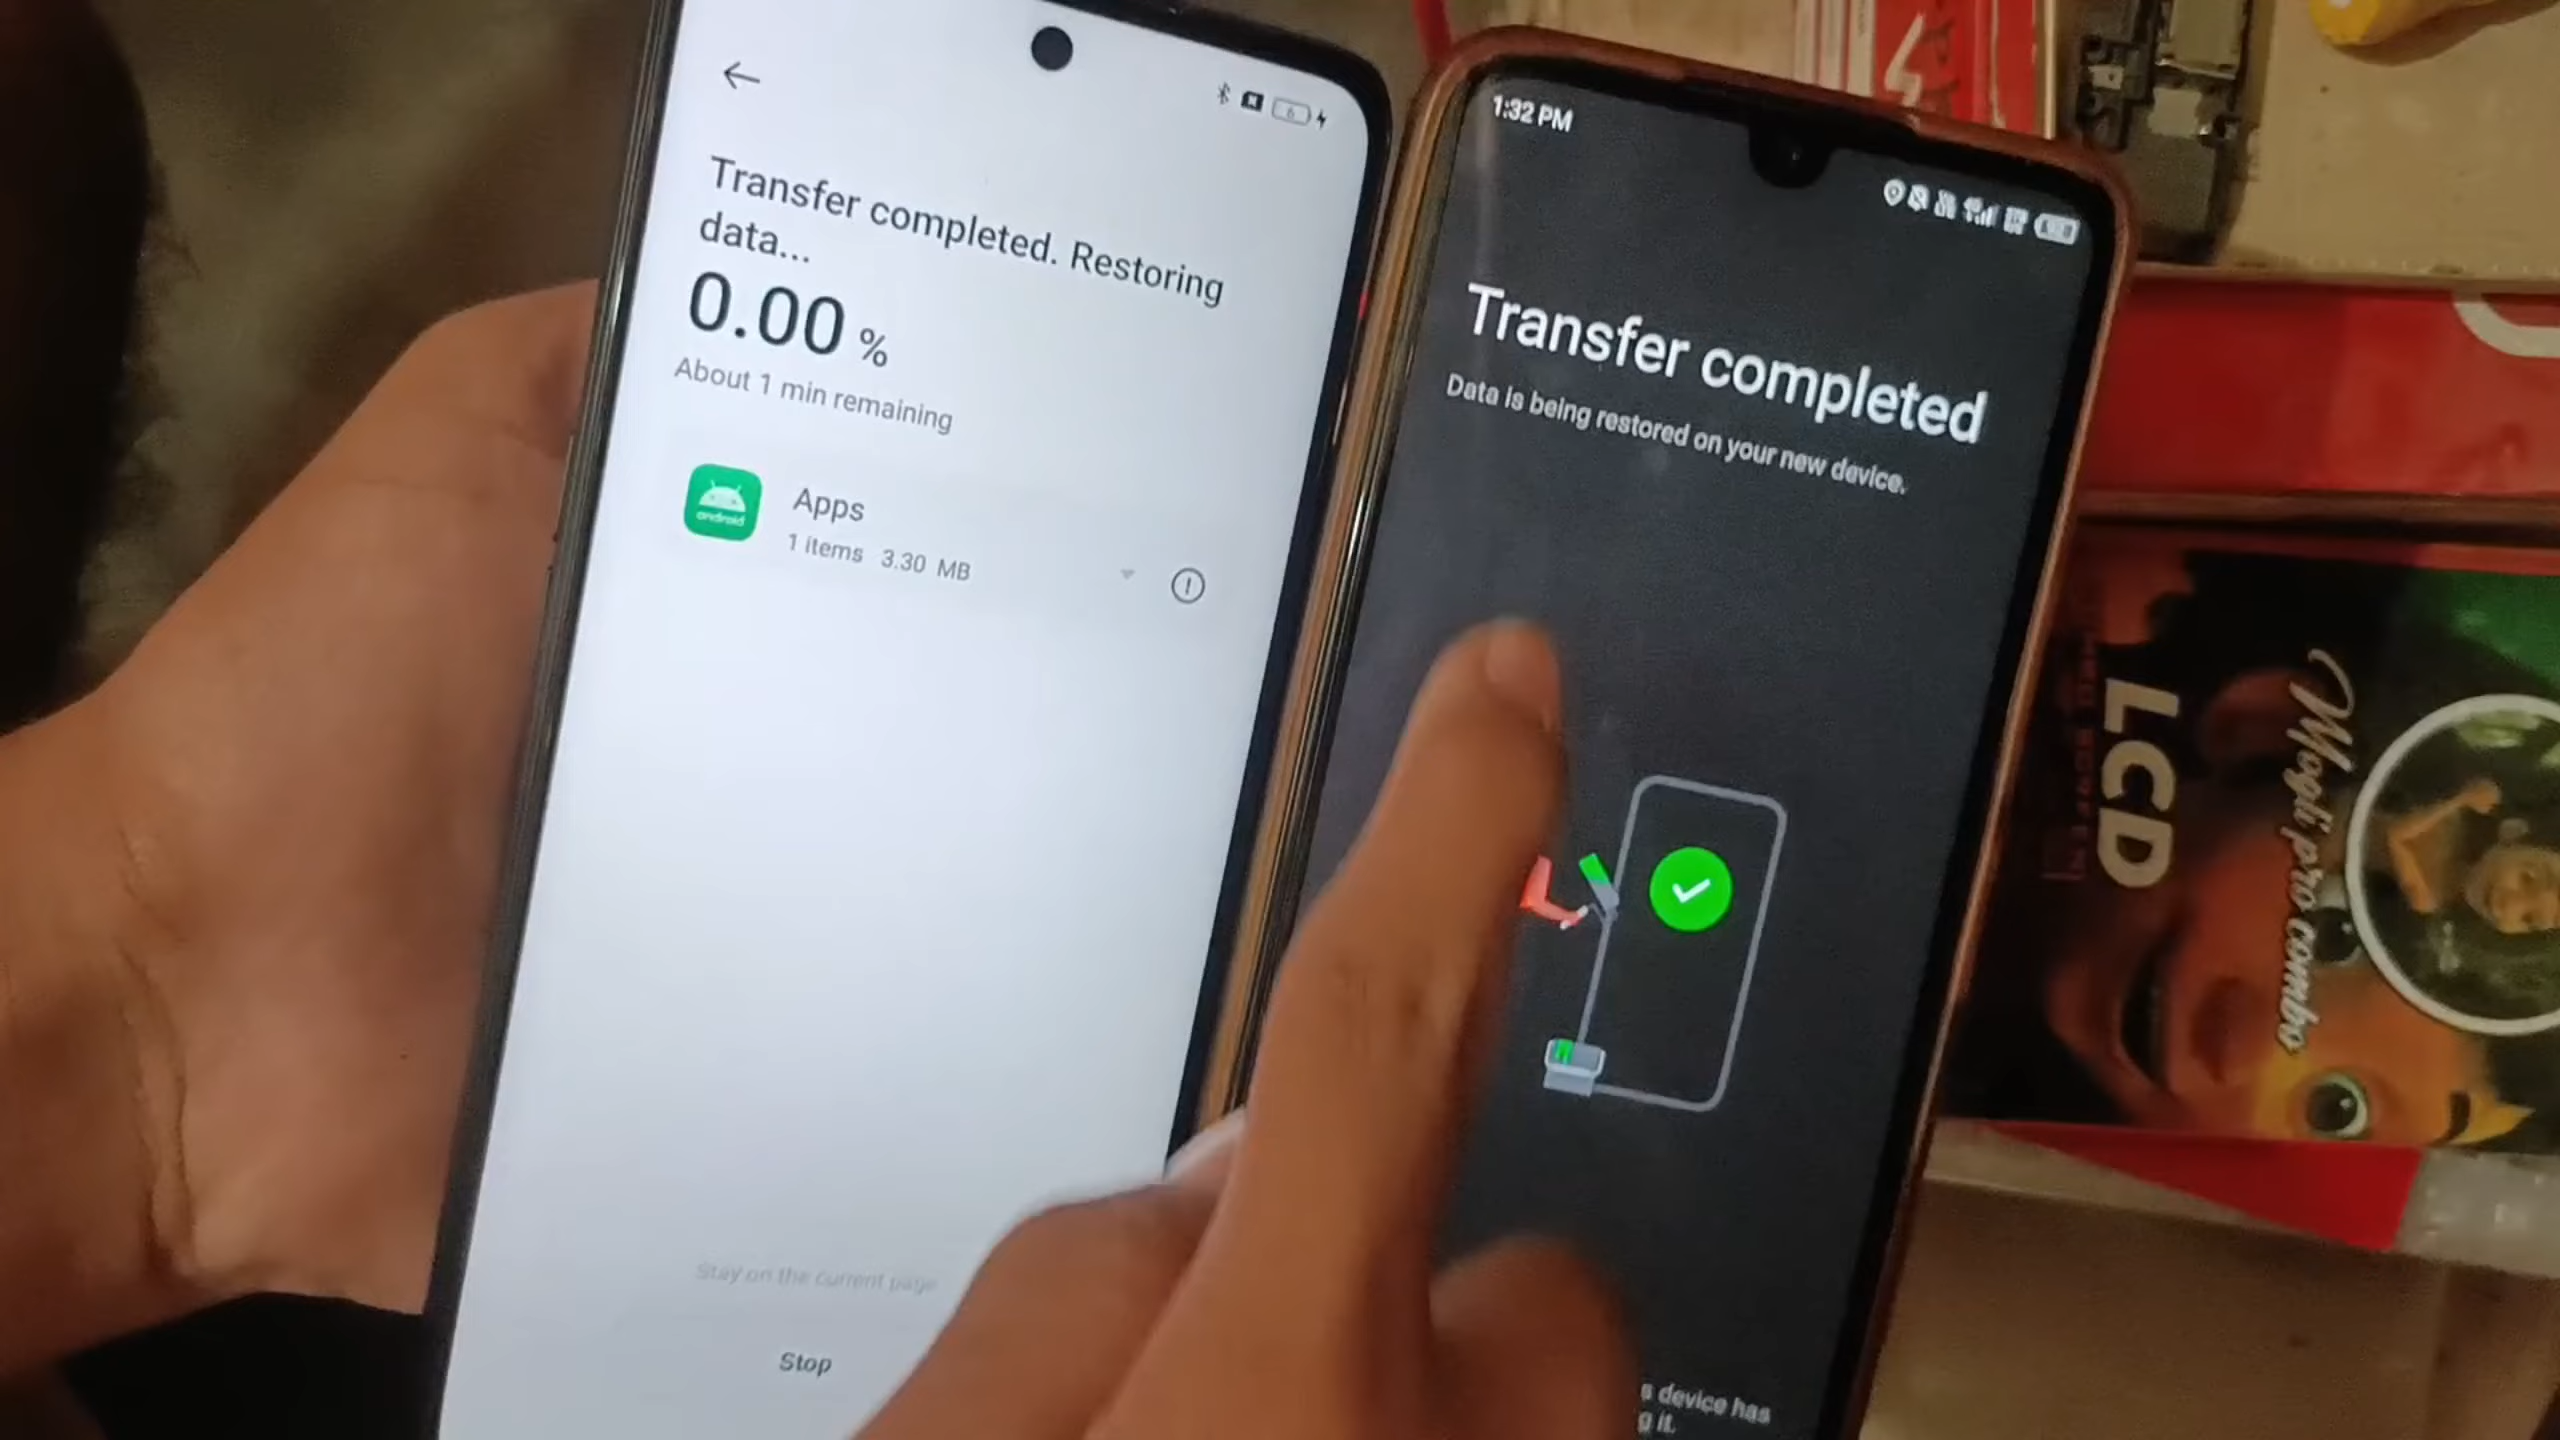 Transfer completed. Restoring
data...
0.00 %
About 1 min remaining
android
Apps
1 items 3.30 MB
Stay on the current page
Stop
1:32 PM
Transfer completed
Data is being restored on your new device.
s device has
g it.
LCD
Mogli pro combo